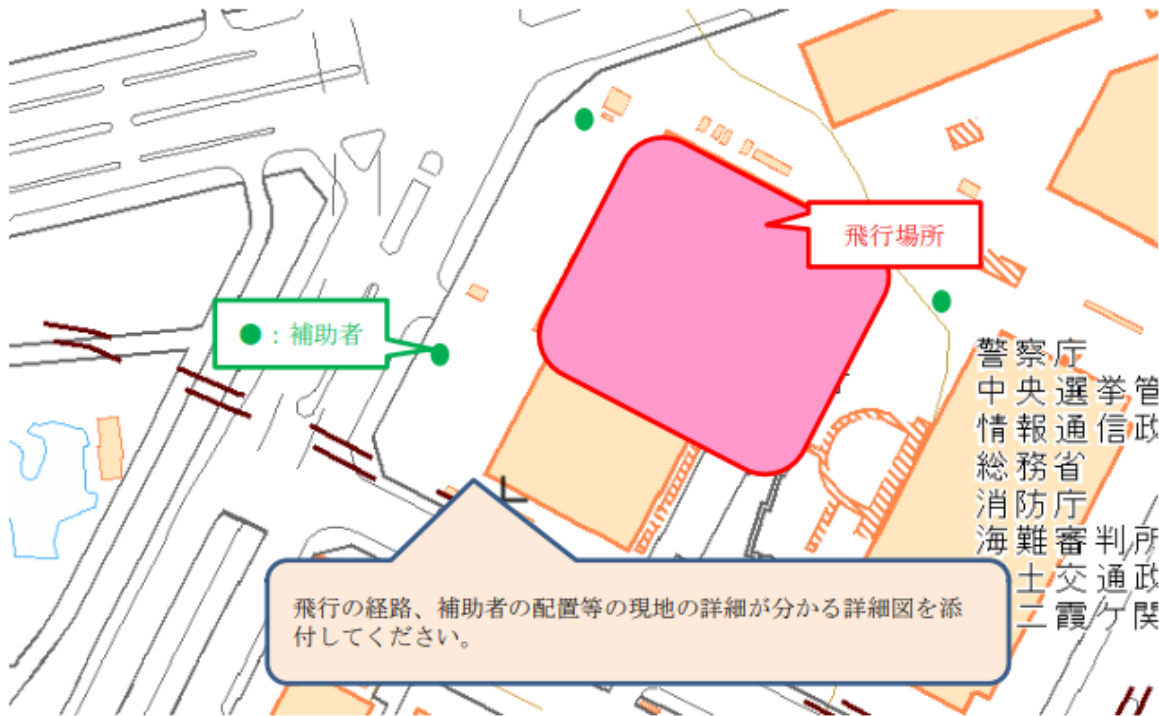 飛行場所
●：補助者
警察庁
中央選挙管
情報通信政
総務省
消防庁
海難審判所
土交通政
二霞ケ関
飛行の経路、補助者の配置等の現地の詳細が分かる詳細図を添
付してください。